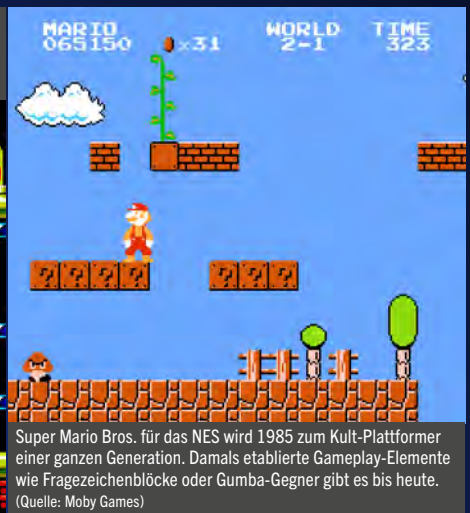 MARIO WORLD TIME
065150 ×31 2-1 323
? ? ? ? ? ? ?
Super Mario Bros. für das NES wird 1985 zum Kult-Plattformer
einer ganzen Generation. Damals etablierte Gameplay-Elemente
wie Fragezeichenblöcke oder Gumba-Gegner gibt es bis heute.
(Quelle: Moby Games)